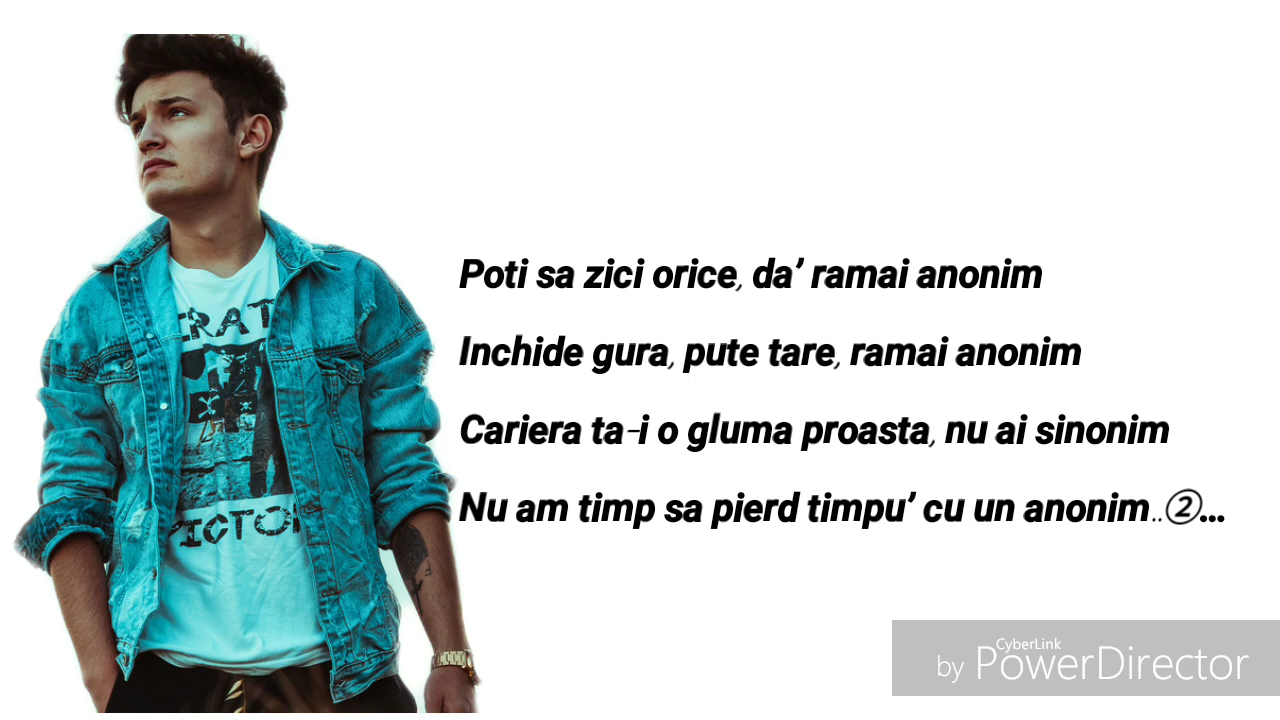 Poti sa zici orice, da’ ramai anonim
Inchide gura, pute tare, ramai anonim
Cariera ta-i o gluma proasta, nu ai sinonim
Nu am timp sa pierd timpu’ cu un anonim..②...
CyberLink
by PowerDirector